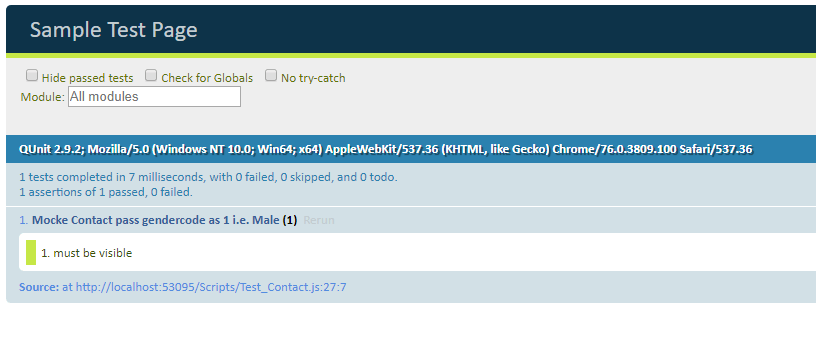 Sample Test Page
Hide passed tests Check for Globals No try-catch
Module: All modules
QUnit 2.9.2; Mozilla/5.0 (Windows NT 10.0; Win64; x64) AppleWebKit/537.36 (KHTML, like Gecko) Chrome/76.0.3809.100 Safari/537.36
1 tests completed in 7 milliseconds, with 0 failed, 0 skipped, and 0 todo.
1 assertions of 1 passed, 0 failed.
1. Mocke Contact pass gendercode as 1 i.e. Male (1) Rerun
1. must be visible
Source: at http://localhost:53095/Scripts/Test_Contact.js:27:7